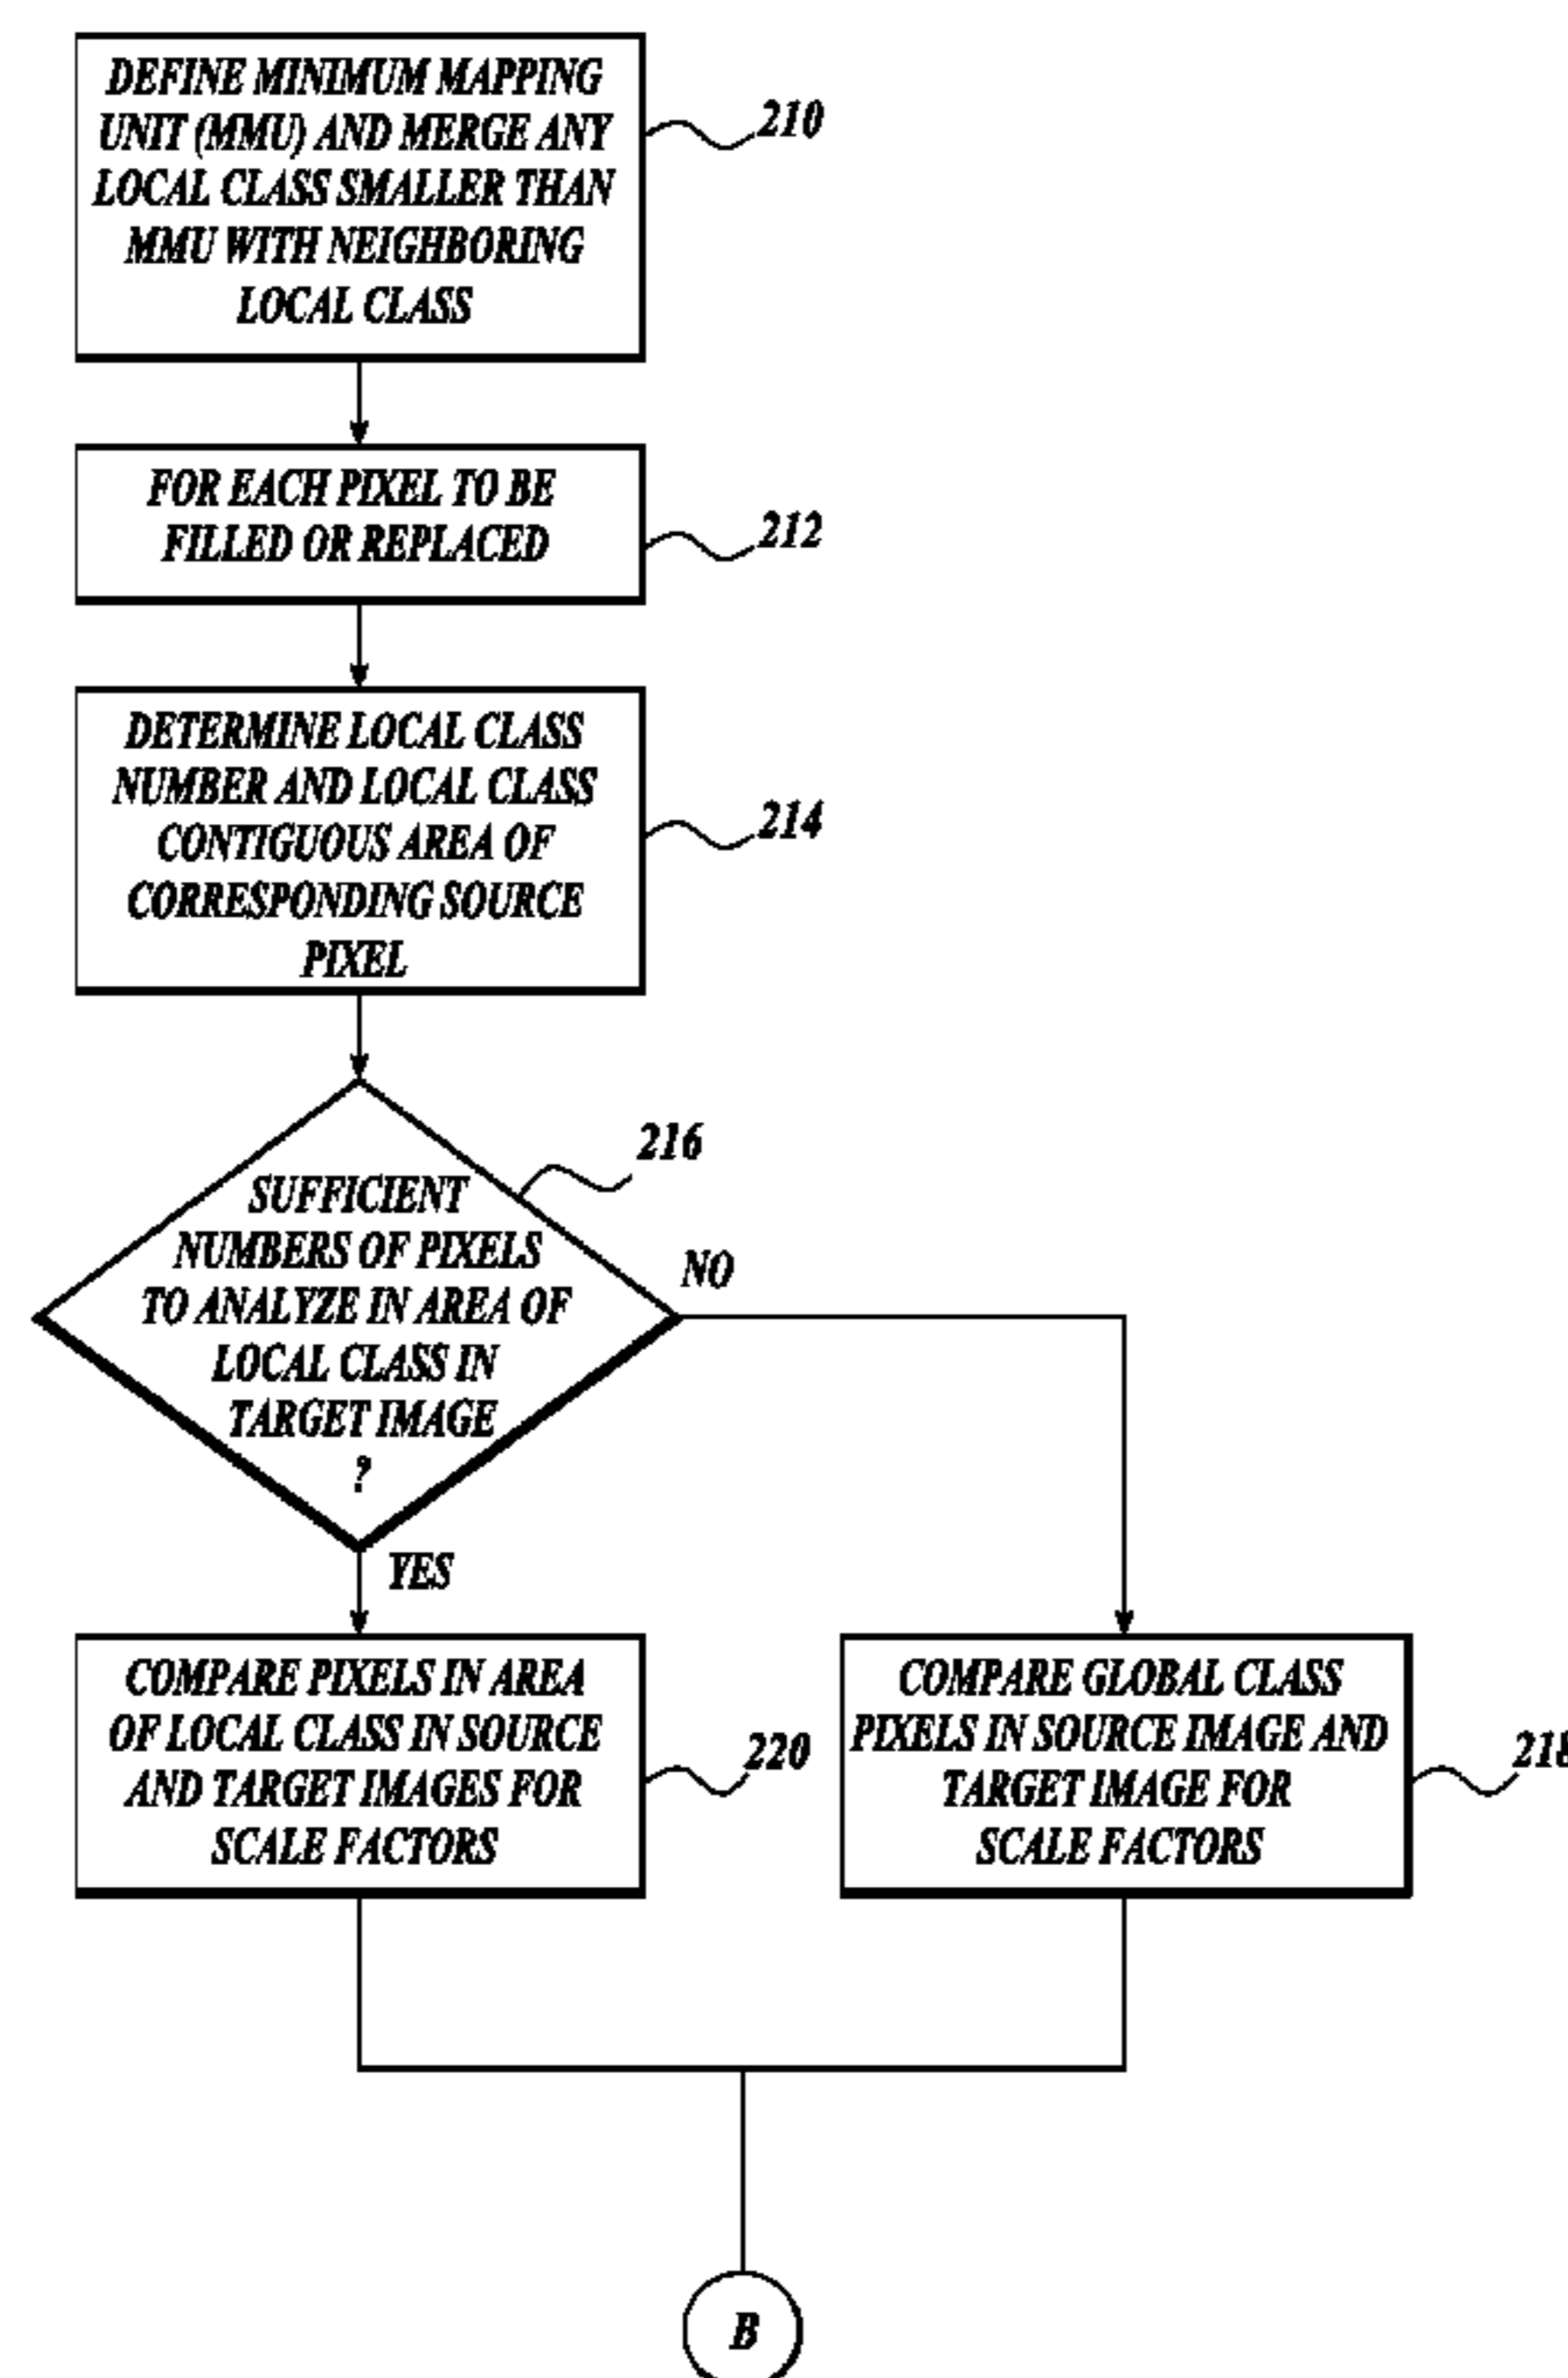 DEFINE MINIMUM MAPPING
UNIT (MMU) AND MERGE ANY
LOCAL CLASS SMALLER THAN
MMU WITH NEIGHBORING
LOCAL CLASS
210
FOR EACH PIXEL TO BE
FILLED OR REPLACED
212
DETERMINE LOCAL CLASS
NUMBER AND LOCAL CLASS
CONTIGUOUS AREA OF
CORRESPONDING SOURCE
PIXEL
214
SUFFICIENT
NUMBERS OF PIXELS
TO ANALYZE IN AREA OF
LOCAL CLASS IN
TARGET IMAGE
?
216
NO
YES
COMPARE PIXELS IN AREA
OF LOCAL CLASS IN SOURCE
AND TARGET IMAGES FOR
SCALE FACTORS
220
COMPARE GLOBAL CLASS
PIXELS IN SOURCE IMAGE AND
TARGET IMAGE FOR
SCALE FACTORS
218
B